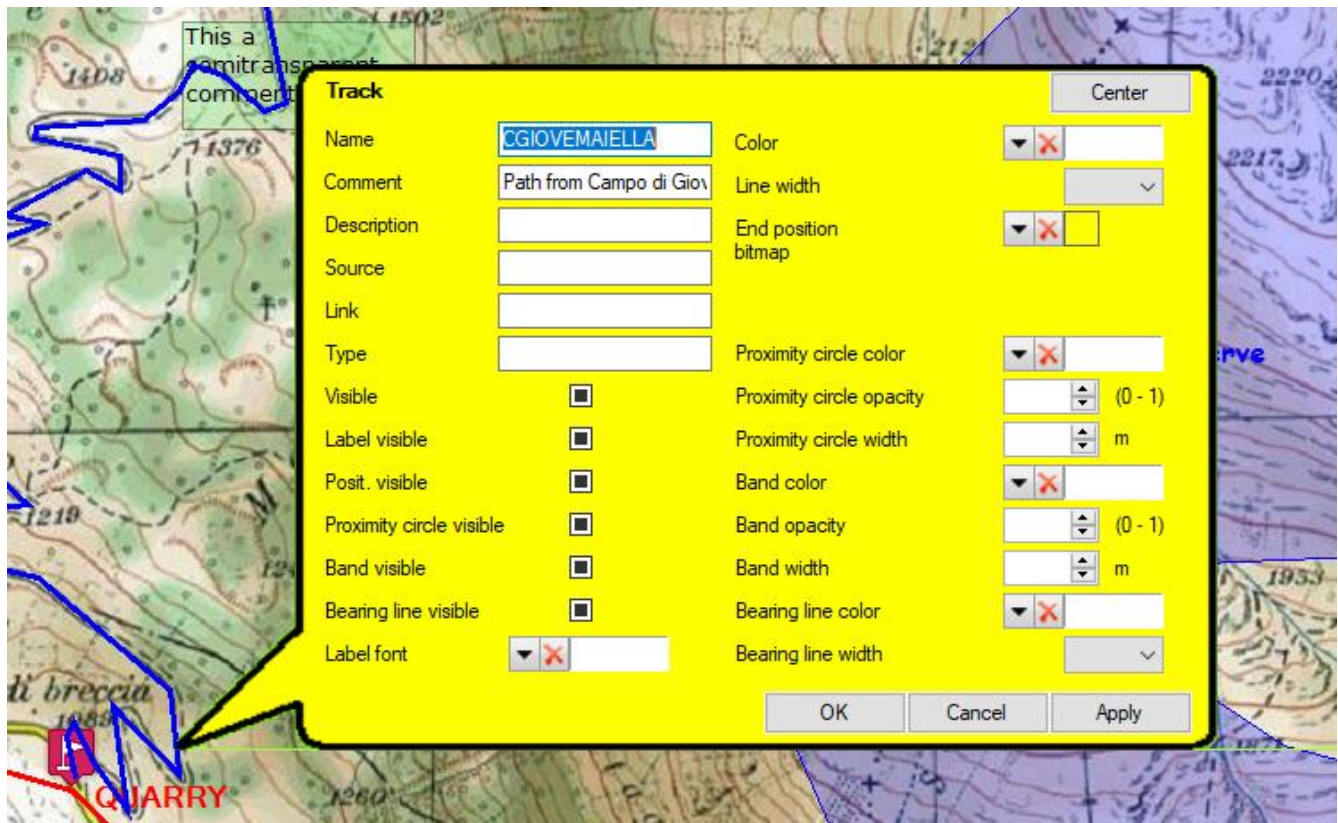 1502
This a
semitransparent
comment
2121
1408
2220
1376
2217
Track
Center
Name
CGIOVEMAIELLA
Color
Comment
Path from Campo di Giov
Line width
Description
End position
bitmap
Source
Link
Type
Proximity circle color
rve
Visible
Proximity circle opacity
(0 - 1)
Label visible
Proximity circle width
m
Posit. visible
Band color
M
1219
Proximity circle visible
Band opacity
(0 - 1)
Band visible
Band width
m
1953
Bearing line visible
Bearing line color
Label font
Bearing line width
di breccia
1089
OK
Cancel
Apply
QUARRY
1260